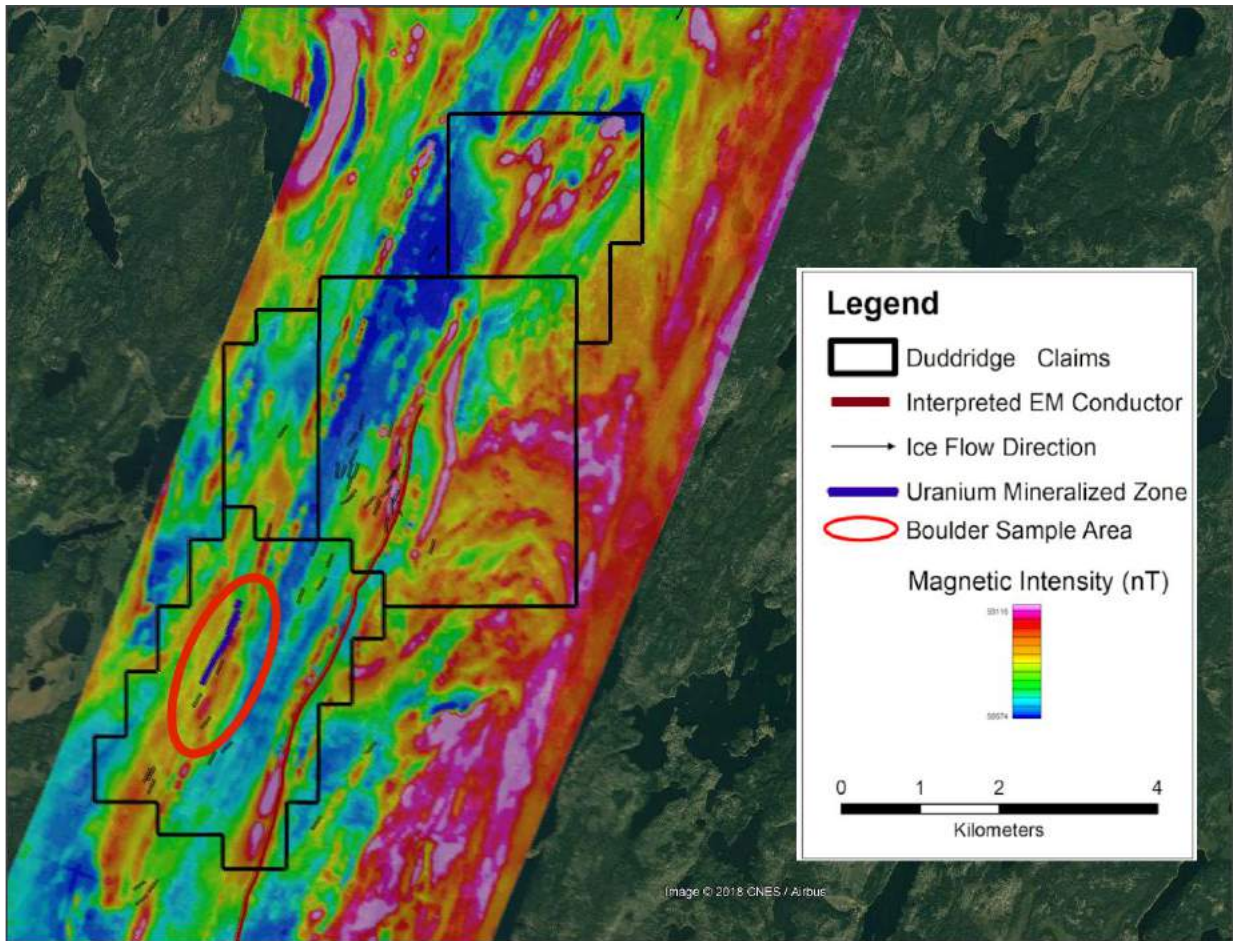 Legend
Duddridge Claims
Interpreted EM Conductor
Ice Flow Direction
Uranium Mineralized Zone
Boulder Sample Area
Magnetic Intensity (nT)
0 1 2 4
Kilometers
Image © 2018 CNES / Airbus